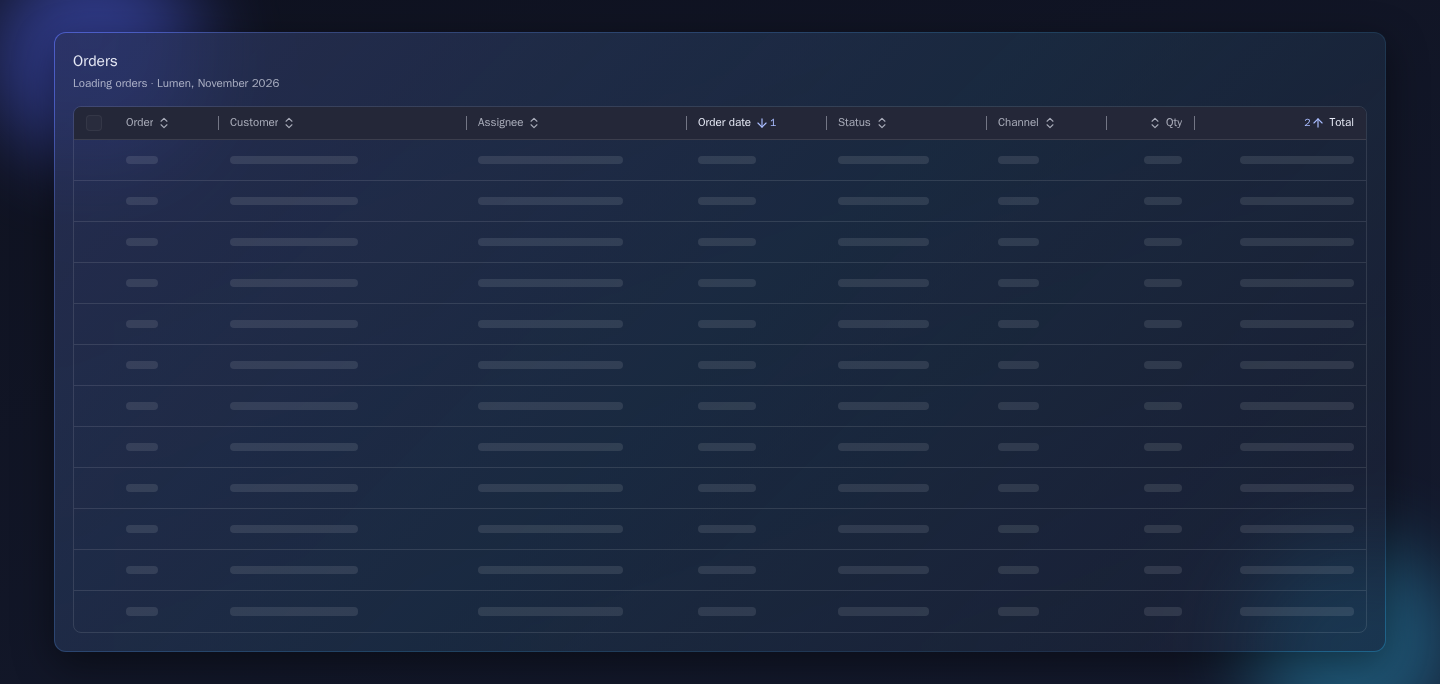 Orders
Loading orders · Lumen, November 2026
Order Customer Assignee Order date 1 Status Channel Qty 2 Total